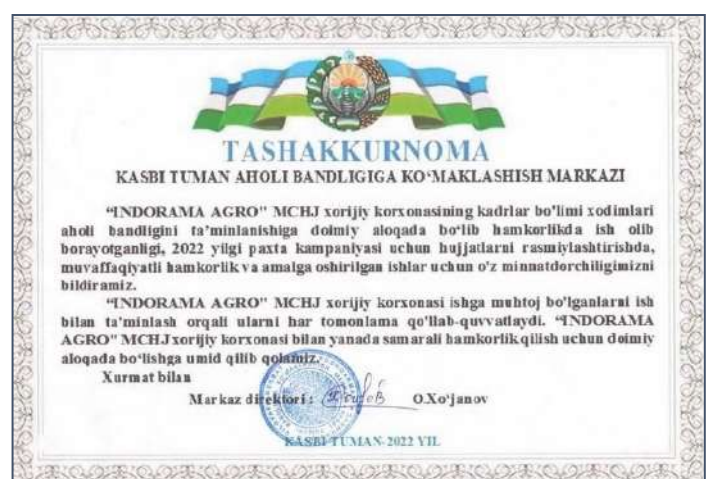 TASHAKKURNOMA
KASBI TUMAN AHOLI BANDLIGIGA KO‘MAKLASHISH MARKAZI
“INDORAMA AGRO" MCHJ xorijiy korxonasining kadrlar bo'limi xodimlari
aholi bandligini ta’minlanishiga doimiy aloqada bo‘lib hamkorlikda ish olib
borayotganligi, 2022 yilgi paxta kampaniyasi uchun hujjatlarni rasmiylashtirishda,
muvaffaqiyatli hamkorlik va amalga oshirilgan ishlar uchun o'z minnatdorchiligimizni
bildiramiz.
“INDORAMA AGRO" MCHJ xorijiy korxonasi ishga muhtoj bo'lganlarni ish
bilan ta’minlash orqali ularni har tomonlama qo'llab-quvvatlaydi. “INDORAMA
AGRO" MCHJ xorijiy korxonasi bilan yanada samarali hamkorlik qilish uchun doimiy
aloqada bo‘lishga umid qilib qolamiz.
Xurmat bilan
Markaz direktori: O.Xo'janov
KASBI TUMAN-2022 YIL